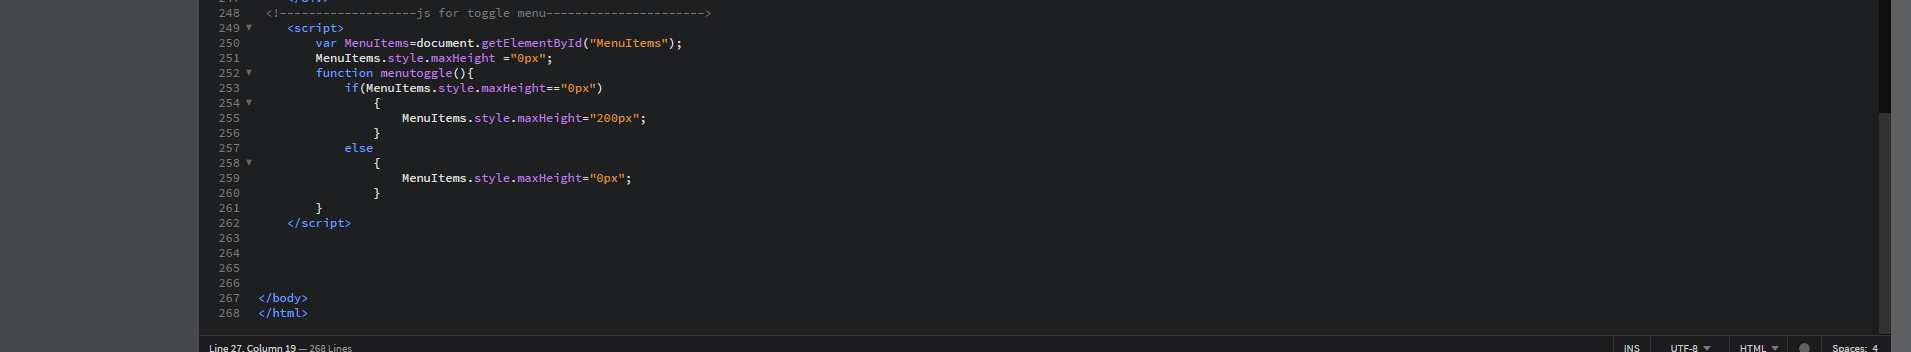 248 <!-------------------js for toggle menu---------------------->
249 <script>
250 var MenuItems=document.getElementById("MenuItems");
251 MenuItems.style.maxHeight ="0px";
252 function menutoggle(){
253 if(MenuItems.style.maxHeight=="0px")
254 {
255 MenuItems.style.maxHeight="200px";
256 }
257 else
258 {
259 MenuItems.style.maxHeight="0px";
260 }
261 }
262 </script>
263
264
265
266
267 </body>
268 </html>
Line 27, Column 19 — 268 Lines INS UTF-8 HTML Spaces: 4